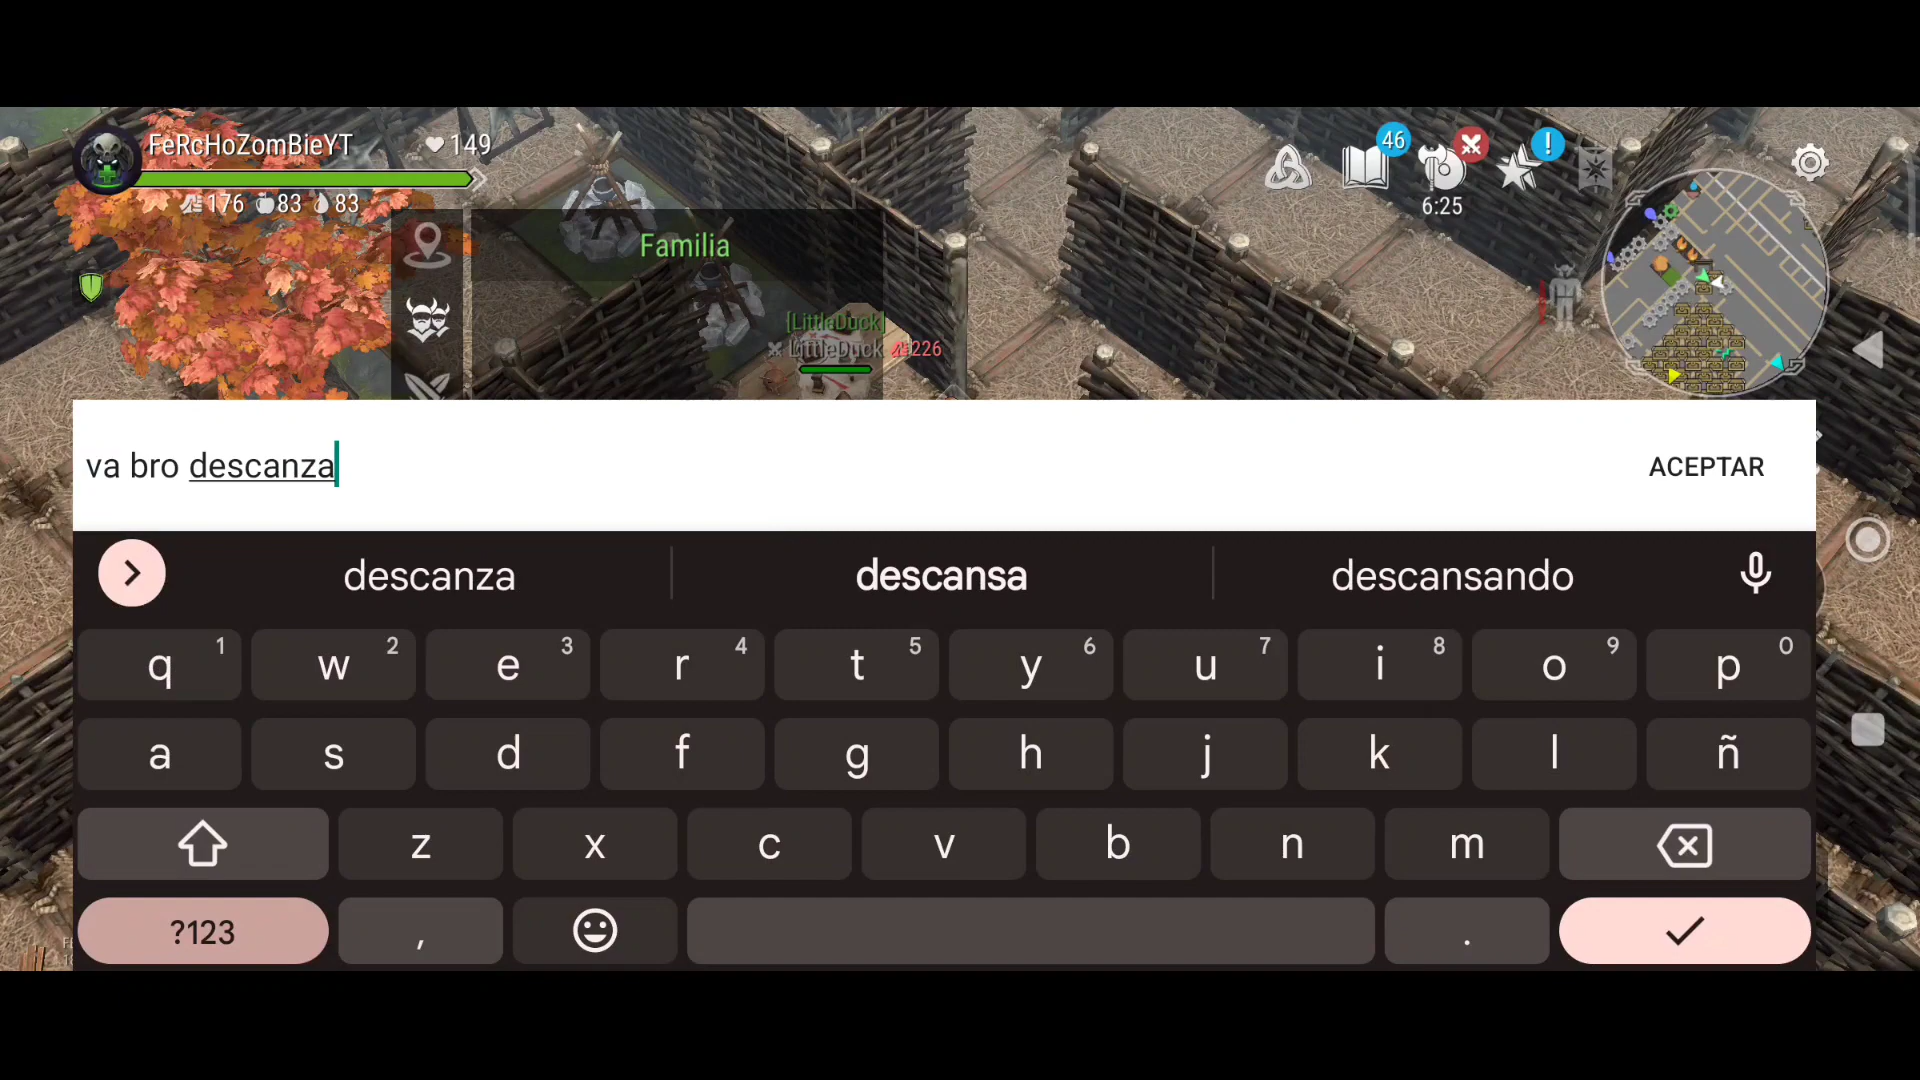 FeRcHoZomBieYT 149
176 83 83
46
!
6:25
Familia
[LittleDuck]
LittleDuck 226
va bro descanza
ACEPTAR
descanza descansa descansando
q 1 w 2 e 3 r 4 t 5 y 6 u 7 i 8 o 9 p 0
a s d f g h j k l ñ
z x c v b n m
?123 , .